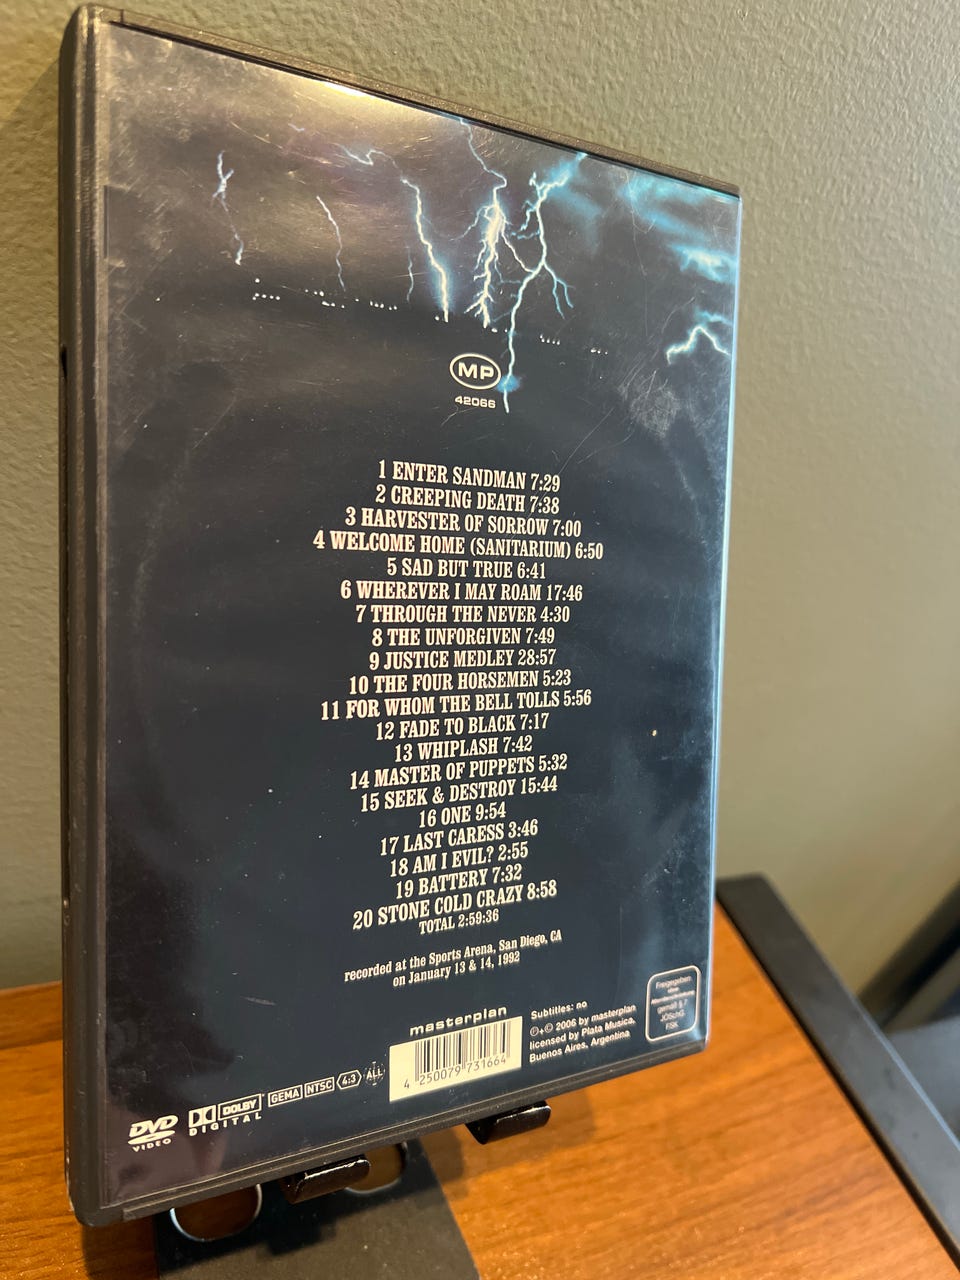 MP
42066
1 ENTER SANDMAN 7:29
2 CREEPING DEATH 7:38
3 HARVESTER OF SORROW 7:00
4 WELCOME HOME (SANITARIUM) 6:50
5 SAD BUT TRUE 6:41
6 WHEREVER I MAY ROAM 17:46
7 THROUGH THE NEVER 4:30
8 THE UNFORGIVEN 7:49
9 JUSTICE MEDLEY 28:57
10 THE FOUR HORSEMEN 5:23
11 FOR WHOM THE BELL TOLLS 5:56
12 FADE TO BLACK 7:17
13 WHIPLASH 7:42
14 MASTER OF PUPPETS 5:32
15 SEEK & DESTROY 15:44
16 ONE 9:54
17 LAST CARESS 3:46
18 AM I EVIL? 2:55
19 BATTERY 7:32
20 STONE COLD CRAZY 8:58
TOTAL 2:59:36
recorded at the Sports Arena, San Diego, CA
on January 13 & 14, 1992
masterplan
4 250079 731664
Subtitles: no
℗+© 2006 by masterplan
licensed by Plata Musica,
Buenos Aires, Argentina
Freigegeben
ohne
Altersbeschränkung
gemäß § 7
JÖSchG
FSK
DVD
VIDEO
DOLBY
DIGITAL
GEMA
NTSC
4:3
ALL